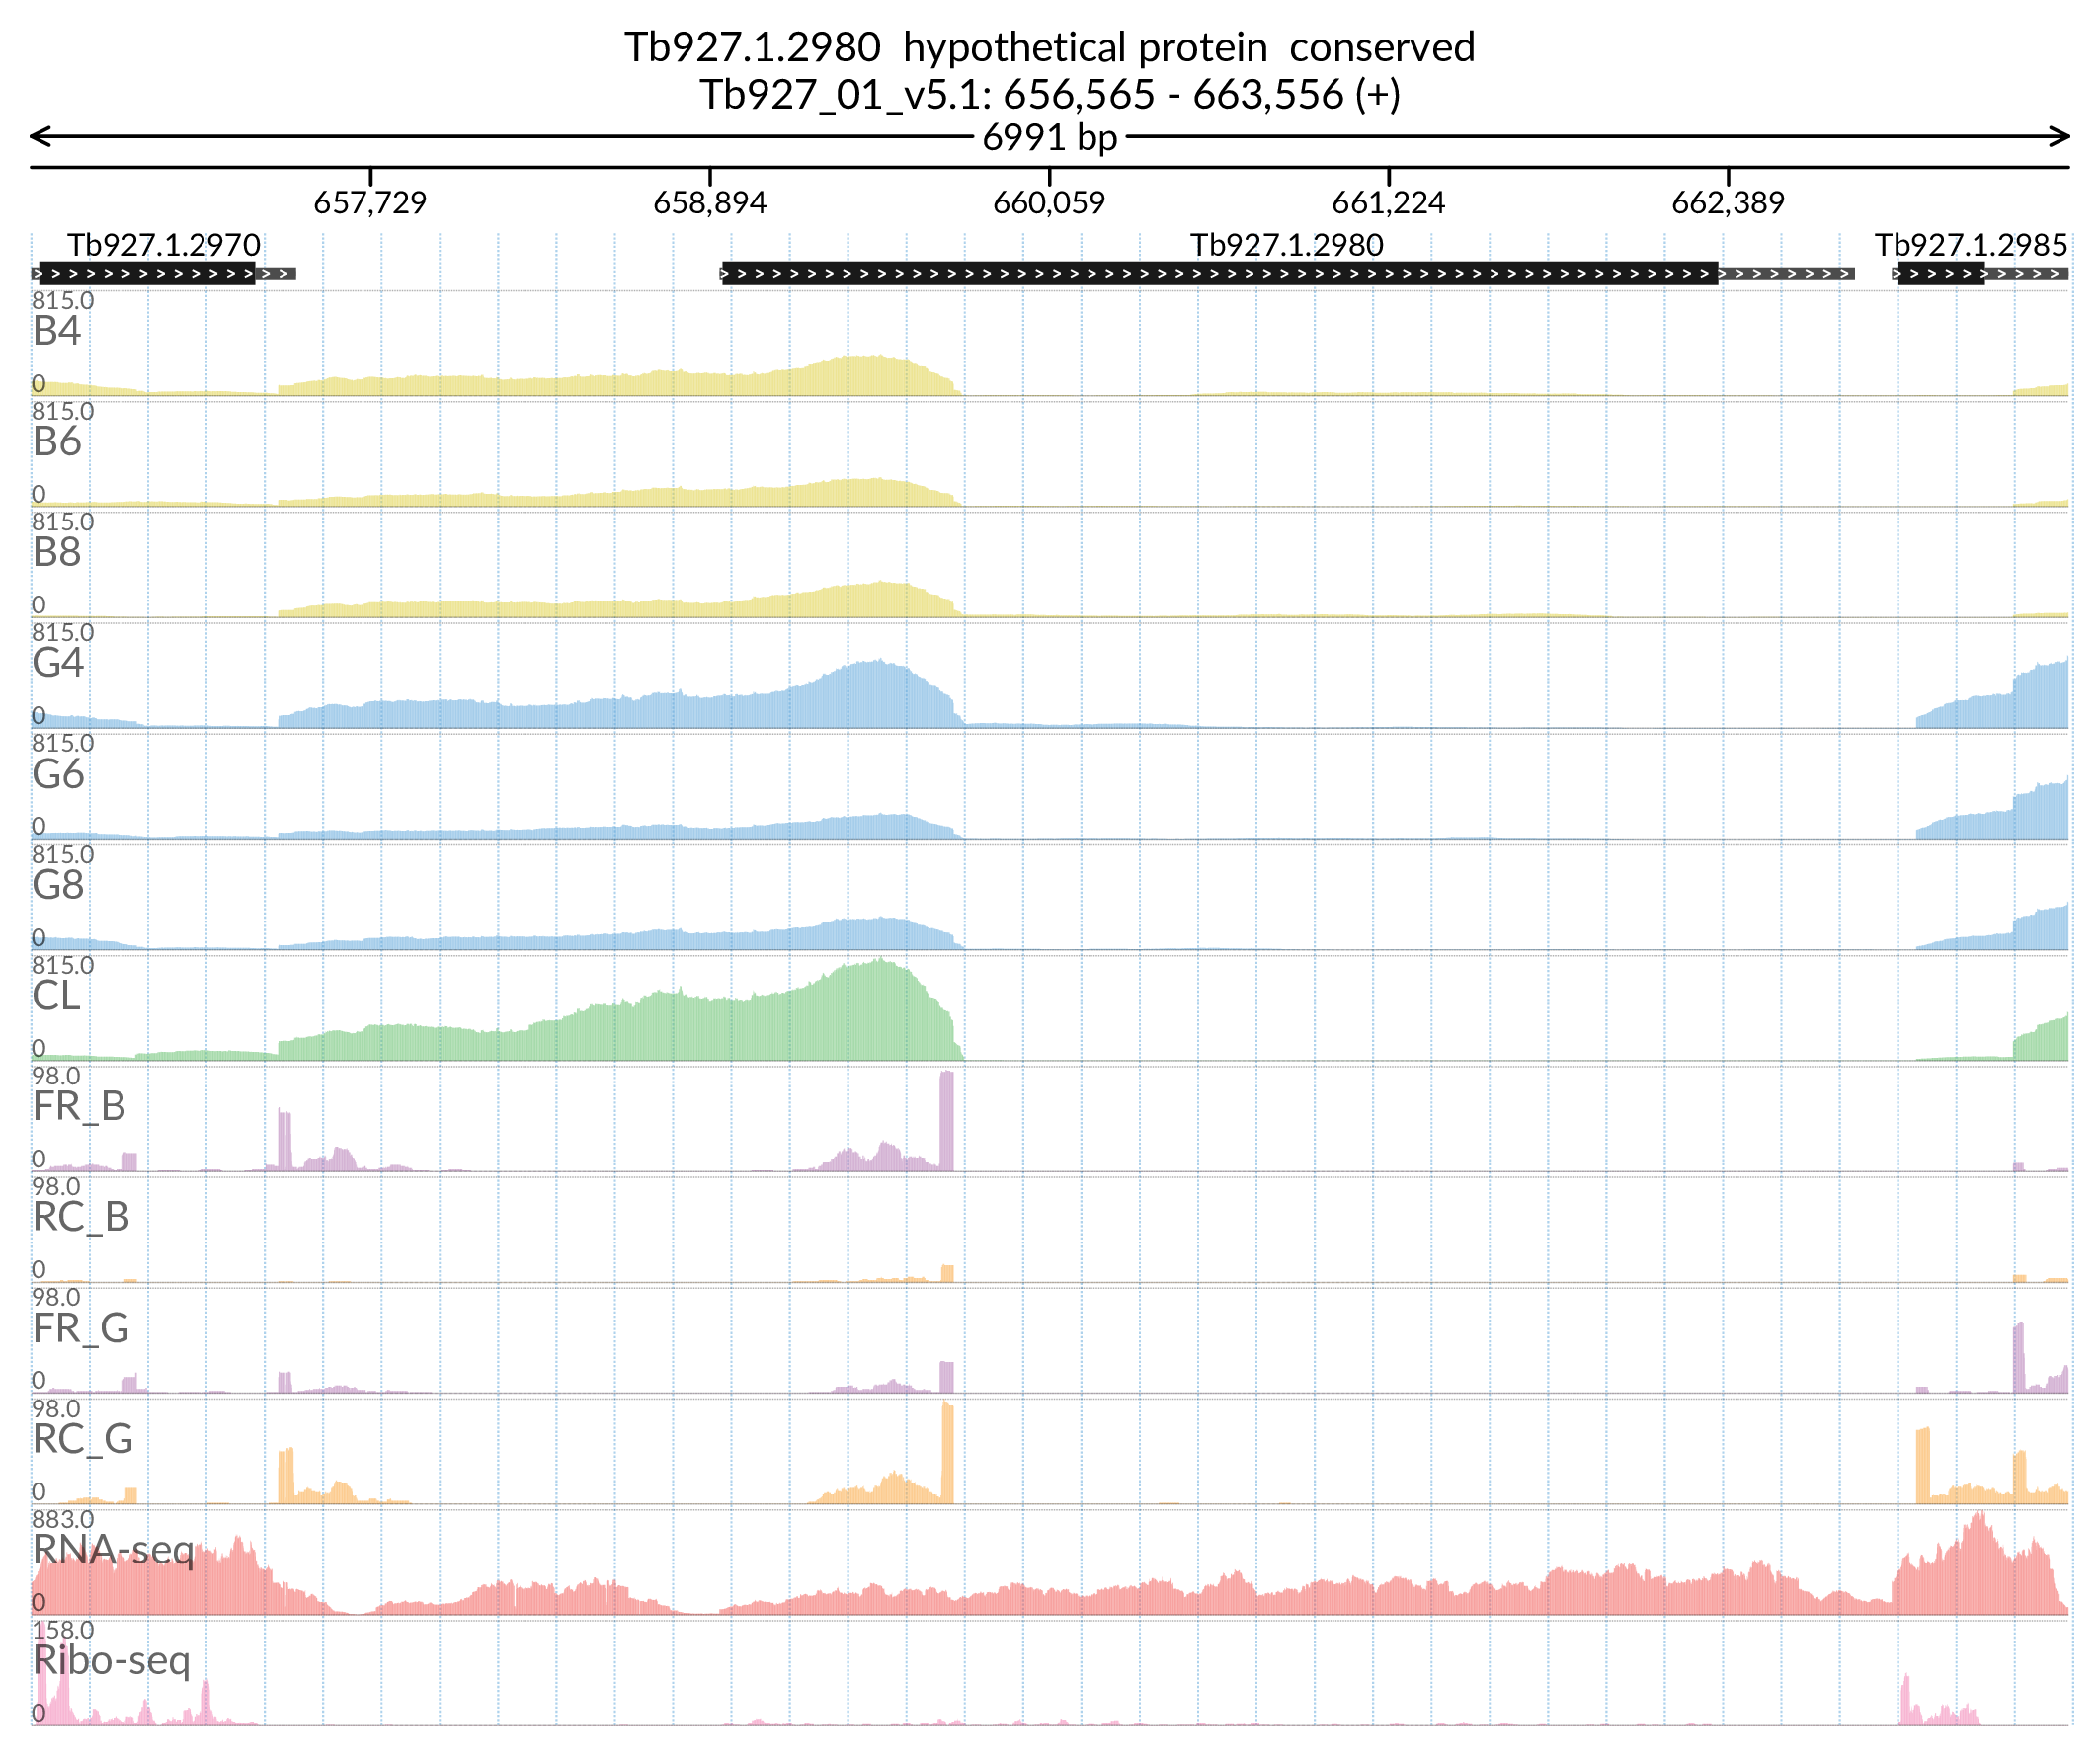 Tb927.1.2980  hypothetical protein  conserved
Tb927_01_v5.1: 656,565 - 663,556 (+)
6991 bp
657,729 658,894 660,059 661,224 662,389
Tb927.1.2970 Tb927.1.2980 Tb927.1.2985
815.0
B4
0
815.0
B6
0
815.0
B8
0
815.0
G4
0
815.0
G6
0
815.0
G8
0
815.0
CL
0
98.0
FR_B
0
98.0
RC_B
0
98.0
FR_G
0
98.0
RC_G
0
883.0
RNA-seq
0
158.0
Ribo-seq
0